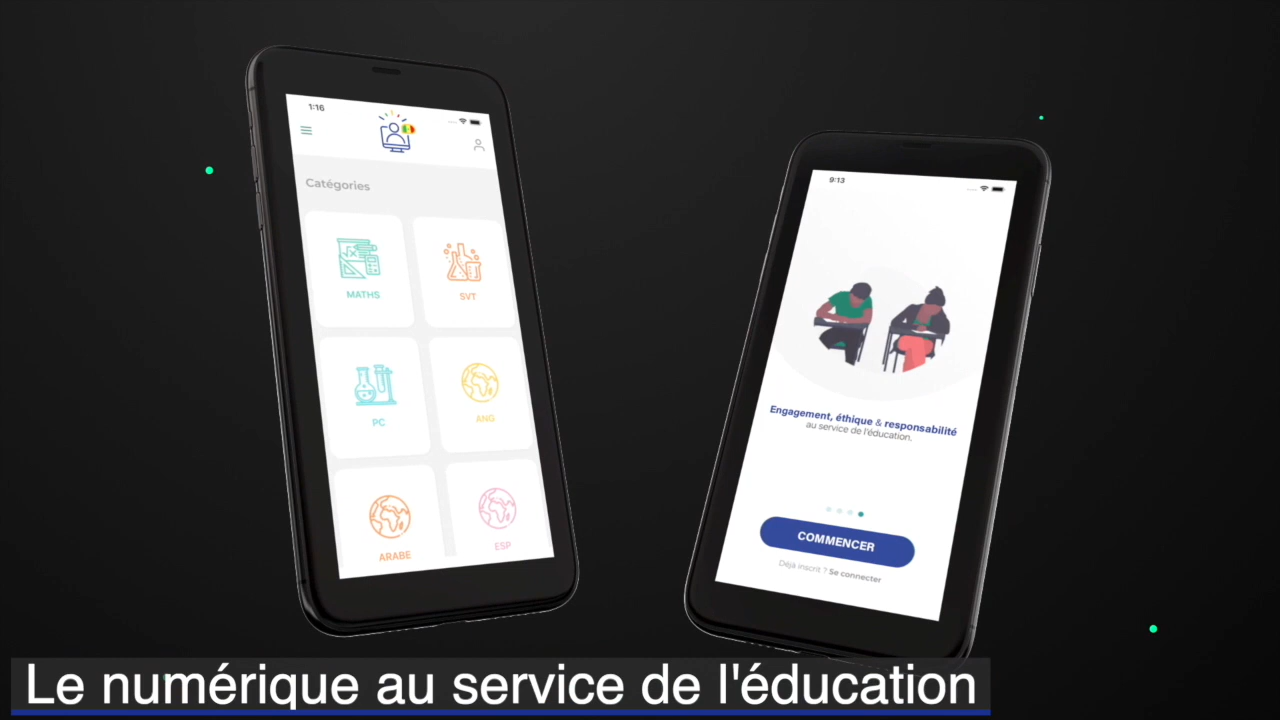 1:16
Catégories
MATHS
SVT
PC
ANG
ARABE
ESP
9:13
Engagement, éthique & responsabilité
au service de l'éducation.
COMMENCER
Déjà inscrit ? Se connecter
Le numérique au service de l'éducation